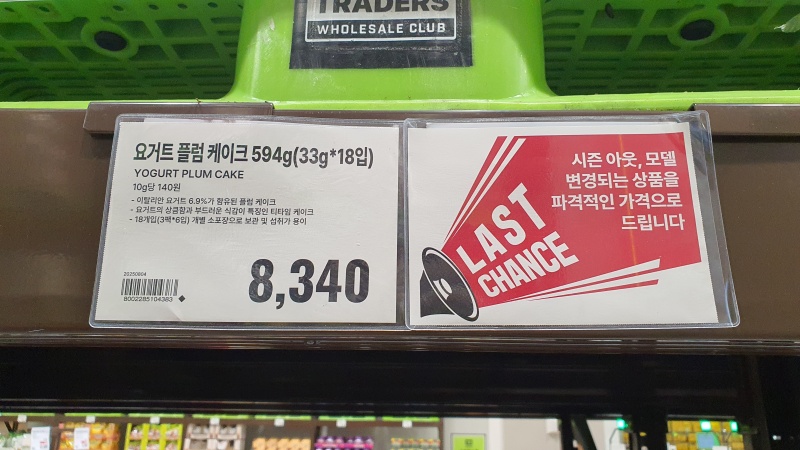 TRADERS
WHOLESALE CLUB
요거트 플럼 케이크 594g(33g*18입)
YOGURT PLUM CAKE
10g당 140원
- 이탈리안 요거트 6.9%가 함유된 플럼 케이크
- 요거트의 상큼함과 부드러운 식감이 특징인 티타임 케이크
- 18개입(3팩*6입) 개별 소포장으로 보관 및 섭취가 용이
20250804
8002285104383
8,340
시즌 아웃, 모델
변경되는 상품을
파격적인 가격으로
드립니다
LAST
CHANCE